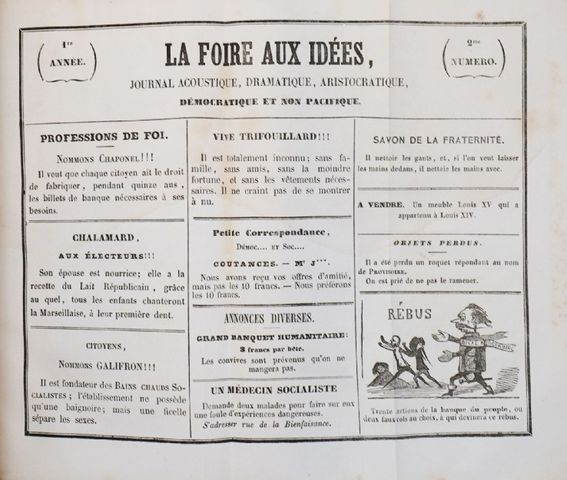 1re
ANNÉE.
LA FOIRE AUX IDÉES,
2me
NUMERO.
JOURNAL ACOUSTIQUE, DRAMATIQUE, ARISTOCRATIQUE,
DÉMOCRATIQUE ET NON PACIFIQUE.
PROFESSIONS DE FOI.
NOMMONS CHAPONEL!!!
Il veut que chaque citoyen ait le droit
de fabriquer, pendant quinze ans,
les billets de banque nécessaires à ses
besoins.
CHALAMARD,
AUX ÉLECTEURS!!!
Son épouse est nourrice; elle a la
recette du Lait Républicain, grâce
au quel, tous les enfants chanteront
la Marseillaise, à leur première dent.
CITOYENS,
NOMMONS GALIFRON!!!
Il est fondateur des BAINS CHAUDS SO-
CIALISTES; l'établissement ne possède
qu'une baignoire; mais une ficelle
sépare les sexes.
VIVE TRIFOUILLARD!!!
Il est totalement inconnu; sans fa-
mille, sans amis, sans la moindre
fortune, et sans les vêtements néces-
saires. Il ne craint pas de se montrer
à nu.
Petite Correspondance,
DÉMOC.... ET SOC....
COUTANCES. — Mr J***.
Nous avons reçu vos offres d'amitié,
mais pas les 10 francs. — Nous préférons
les 10 francs.
ANNONCES DIVERSES.
GRAND BANQUET HUMANITAIRE:
3 francs par bête.
Les convives sont prévenus qu'on ne
mangera pas.
UN MÉDECIN SOCIALISTE
Demande deux malades pour faire sur eux
une foule d'expériences dangereuses.
S'adresser rue de la Bienfaisance.
SAVON DE LA FRATERNITÉ.
Il nettoie les gants, et, si l'on veut laisser
les mains dedans, il nettoie les mains avec.
A VENDRE. Un meuble Louis XV qui a
appartenu à Louis XIV.
OBJETS PERDUS.
Il a été perdu un roquet répondant au nom
de PROVISOIRE.
On est prié de ne pas le ramener.
RÉBUS
Trente actions de la banque du peuple, ou
deux faux cols au choix, à qui devinera ce rébus.